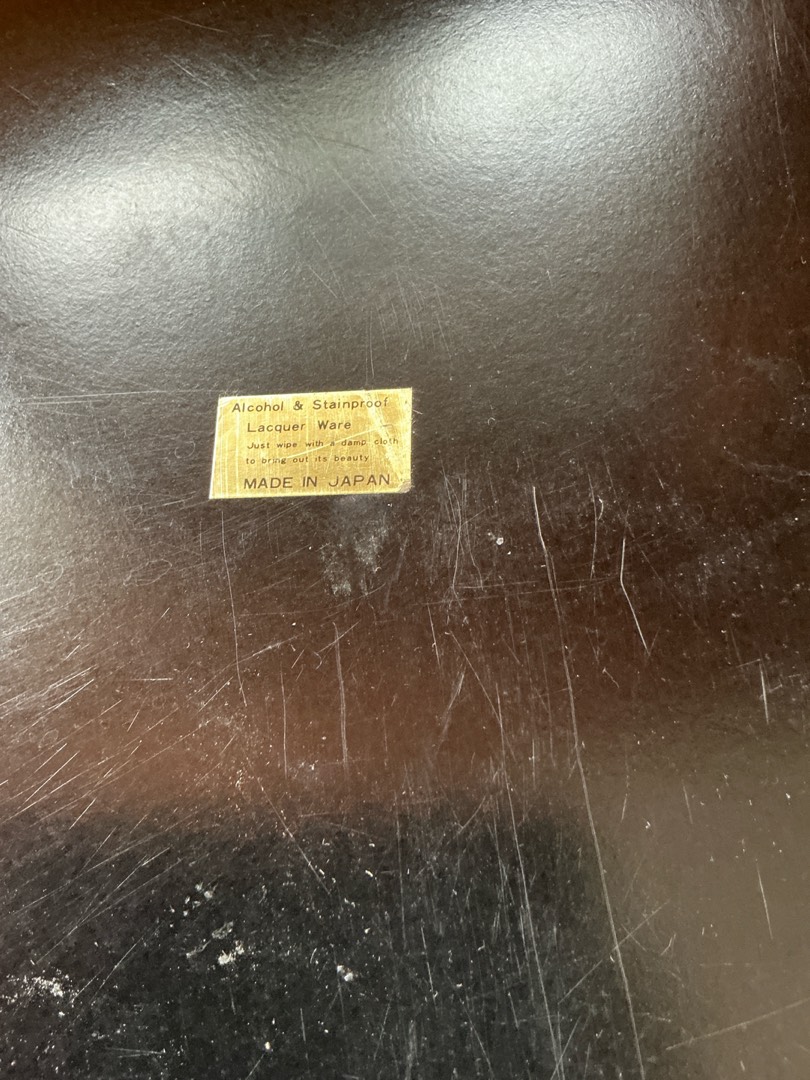 Alcohol & Stainproof
Lacquer Ware
Just wipe with a damp cloth
to bring out its beauty
MADE IN JAPAN